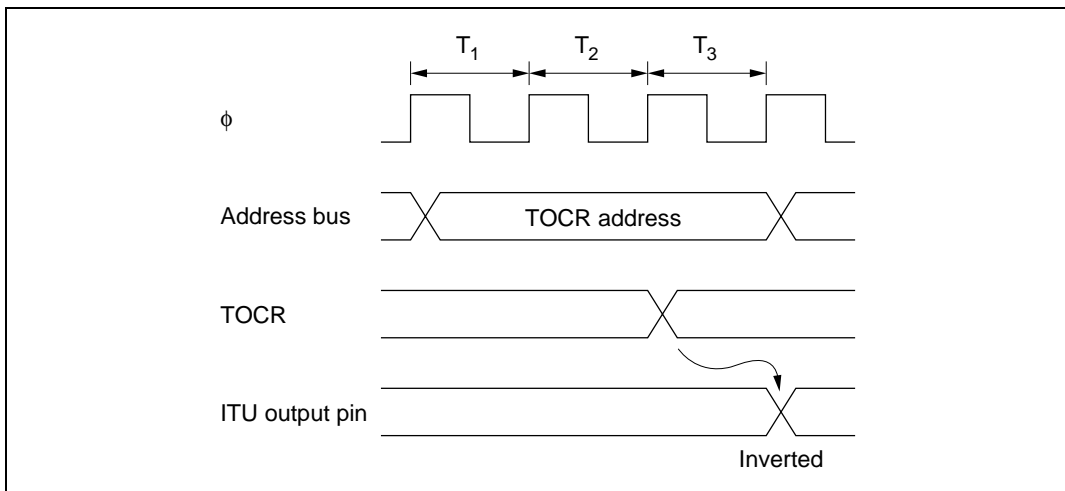 T1 T2 T3
φ
Address bus TOCR address
TOCR
ITU output pin
Inverted